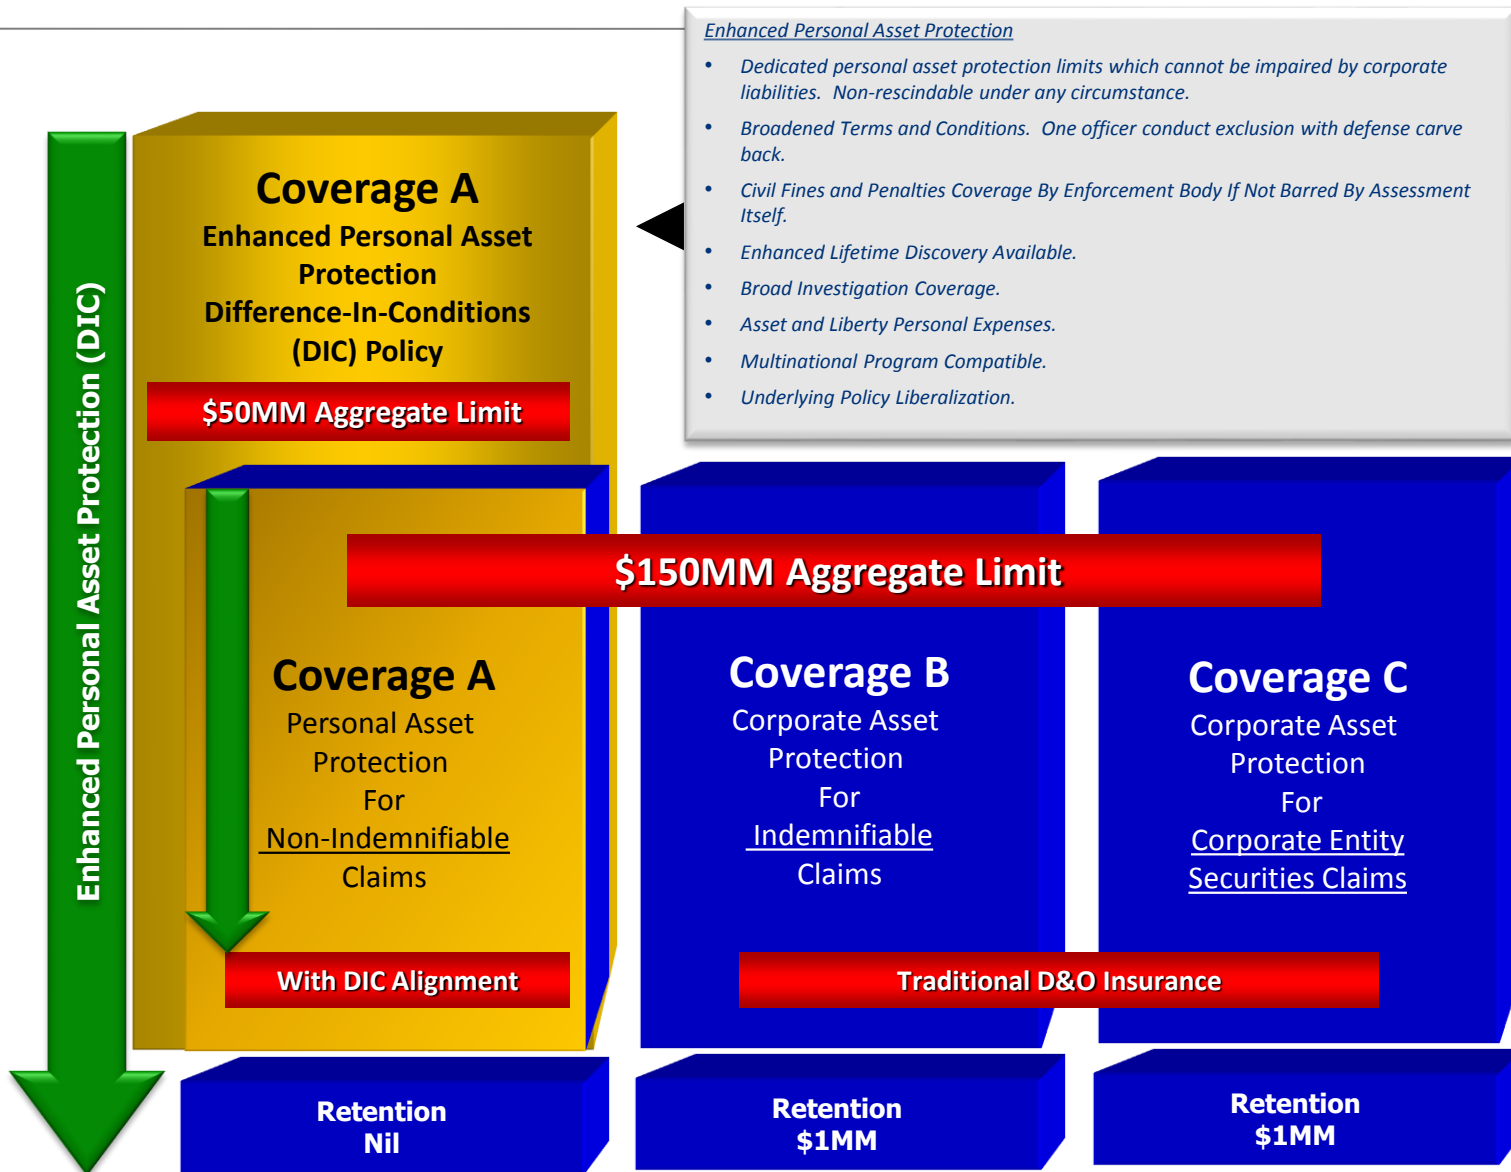 Enhanced Personal Asset Protection
• Dedicated personal asset protection limits which cannot be impaired by corporate
liabilities.  Non-rescindable under any circumstance.
• Broadened Terms and Conditions.  One officer conduct exclusion with defense carve
back.
• Civil Fines and Penalties Coverage By Enforcement Body If Not Barred By Assessment
Itself.
• Enhanced Lifetime Discovery Available.
• Broad Investigation Coverage.
• Asset and Liberty Personal Expenses.
• Multinational Program Compatible.
• Underlying Policy Liberalization.
Enhanced Personal Asset Protection (DIC)
Coverage A
Enhanced Personal Asset
Protection
Difference-In-Conditions
(DIC) Policy
$50MM Aggregate Limit
$150MM Aggregate Limit
Coverage A
Personal Asset
Protection
For
Non-Indemnifiable
Claims
With DIC Alignment
Coverage B
Corporate Asset
Protection
For
Indemnifiable
Claims
Coverage C
Corporate Asset
Protection
For
Corporate Entity
Securities Claims
Traditional D&O Insurance
Retention
Nil
Retention
$1MM
Retention
$1MM